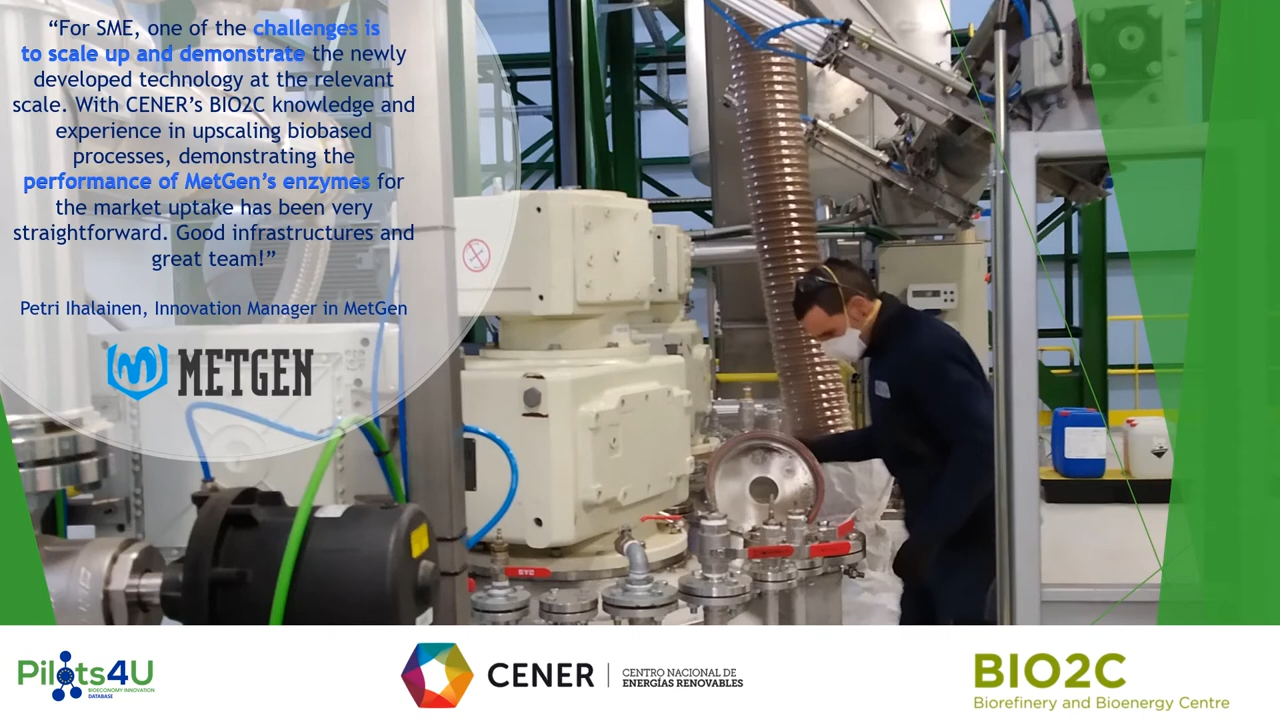 “For SME, one of the challenges is
to scale up and demonstrate the newly
developed technology at the relevant
scale. With CENER’s BIO2C knowledge and
experience in upscaling biobased
processes, demonstrating the
performance of MetGen’s enzymes for
the market uptake has been very
straightforward. Good infrastructures and
great team!”
Petri Ihalainen, Innovation Manager in MetGen
METGEN
Pilots4U
BIOECONOMY INNOVATION
DATABASE
CENER
CENTRO NACIONAL DE
ENERGÍAS RENOVABLES
BIO2C
Biorefinery and Bioenergy Centre